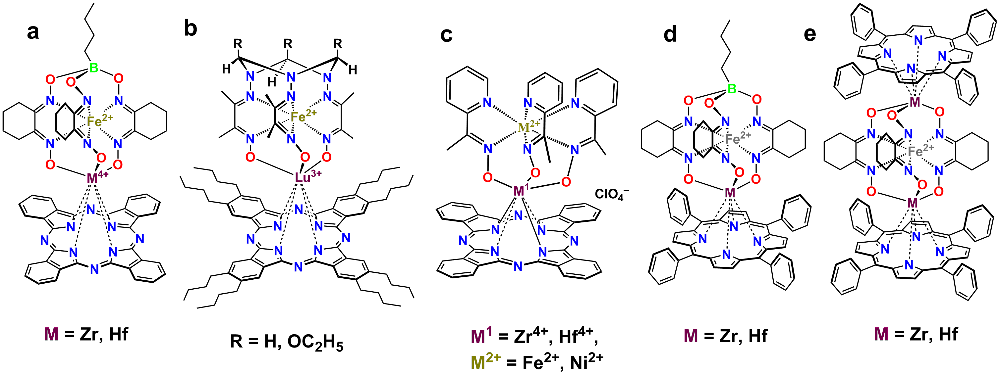 a
B
O O O
N N N
Fe²⁺
N N N
O O O
M⁴⁺
N
N N
N N
N N
N
M = Zr, Hf
b
R R R
H H
N N N
H
N N N
Fe²⁺
N N N
O O O
Lu³⁺
N
N N
N N
N N
N
R = H, OC₂H₅
c
N N N
M²⁺
N N N
O
O O
M¹
ClO₄⁻
N
N N
N N
N N
N
M¹ = Zr⁴⁺, Hf⁴⁺,
M²⁺ = Fe²⁺, Ni²⁺
d
B
O O O
N N N
Fe²⁺
N N N
O
O O
M
N
N N
N
M = Zr, Hf
e
N
N N
N
M
O O O
N N N
Fe²⁺
N N N
O
O O
M
N
N N
N
M = Zr, Hf